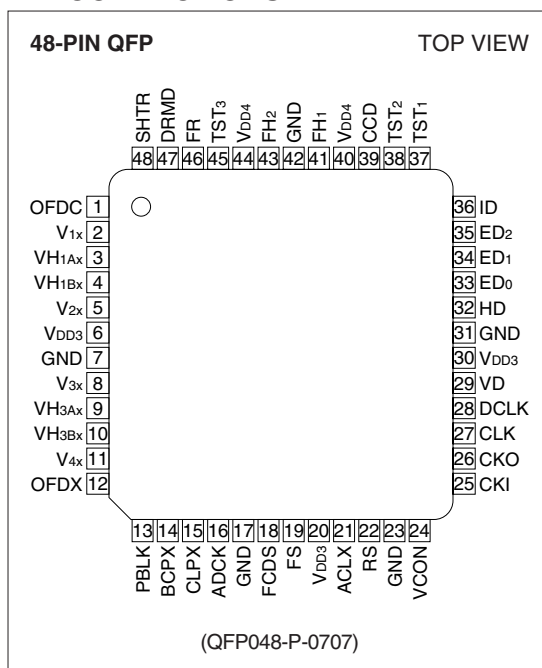 48-PIN QFP
TOP VIEW
SHTR
DRMD
FR
TST3
VDD4
FH2
GND
FH1
VDD4
CCD
TST2
TST1
48 47 46 45 44 43 42 41 40 39 38 37
OFDC 1
V1X 2
VH1AX 3
VH1BX 4
V2X 5
VDD3 6
GND 7
V3X 8
VH3AX 9
VH3BX 10
V4X 11
OFDX 12
36 ID
35 ED2
34 ED1
33 ED0
32 HD
31 GND
30 VDD3
29 VD
28 DCLK
27 CLK
26 CKO
25 CKI
13 14 15 16 17 18 19 20 21 22 23 24
PBLK
BCPX
CLPX
ADCK
GND
FCDS
FS
VDD3
ACLX
RS
GND
VCON
(QFP048-P-0707)